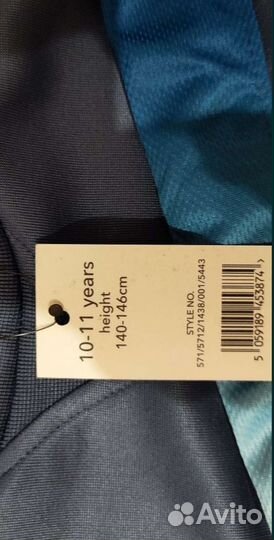 10-11 years
height
140-146cm
STYLE NO.
571/5712/1438/001/5443
5 059189 453874 >
Avito